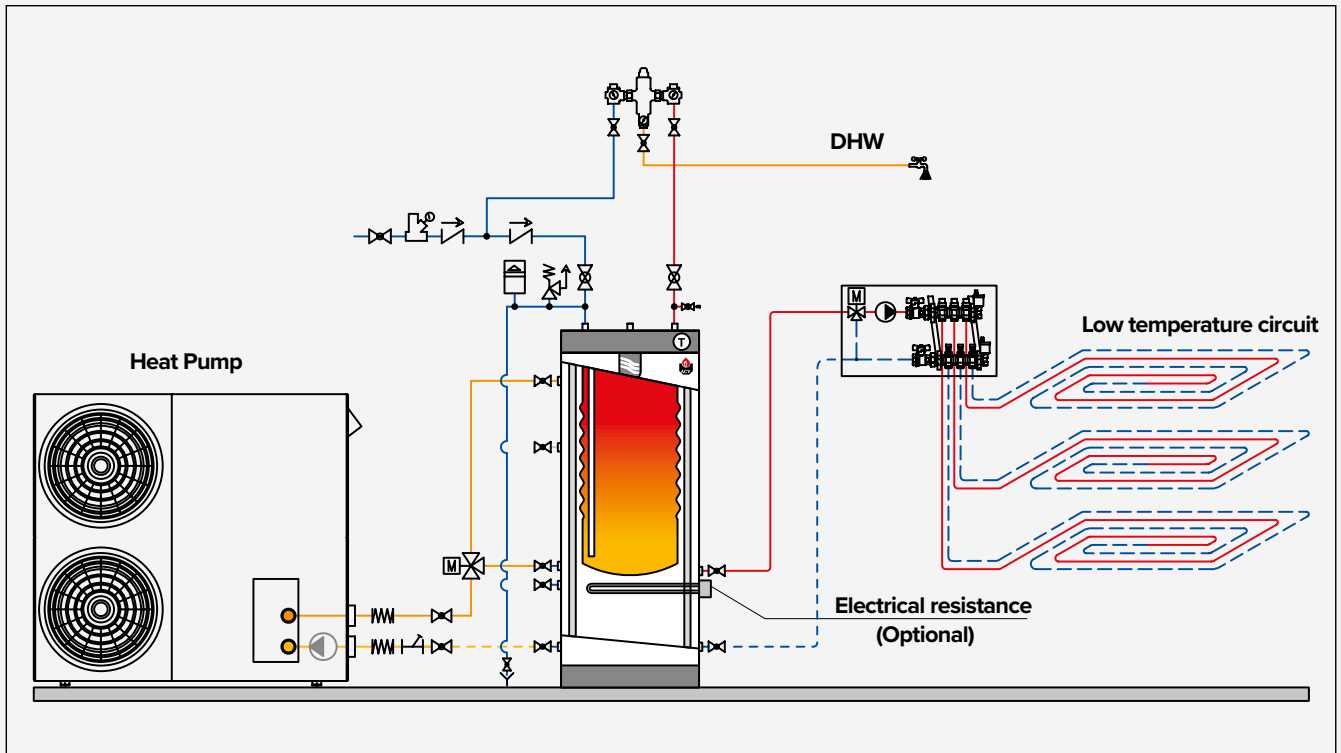 DHW
Low temperature circuit
Heat Pump
M
T
M
Electrical resistance
(Optional)